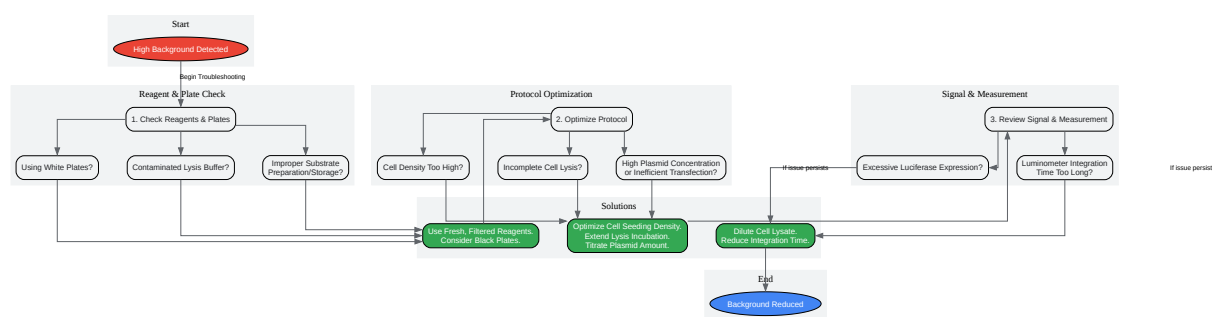 Start
High Background Detected
Begin Troubleshooting
Reagent & Plate Check
1. Check Reagents & Plates
Using White Plates?
Contaminated Lysis Buffer?
Improper Substrate
Preparation/Storage?
Protocol Optimization
2. Optimize Protocol
Cell Density Too High?
Incomplete Cell Lysis?
High Plasmid Concentration
or Inefficient Transfection?
Signal & Measurement
3. Review Signal & Measurement
If issue persists
Excessive Luciferase Expression?
Luminometer Integration
Time Too Long?
If issue persist
Solutions
Use Fresh, Filtered Reagents.
Consider Black Plates.
Optimize Cell Seeding Density.
Extend Lysis Incubation.
Titrate Plasmid Amount.
Dilute Cell Lysate.
Reduce Integration Time.
End
Background Reduced